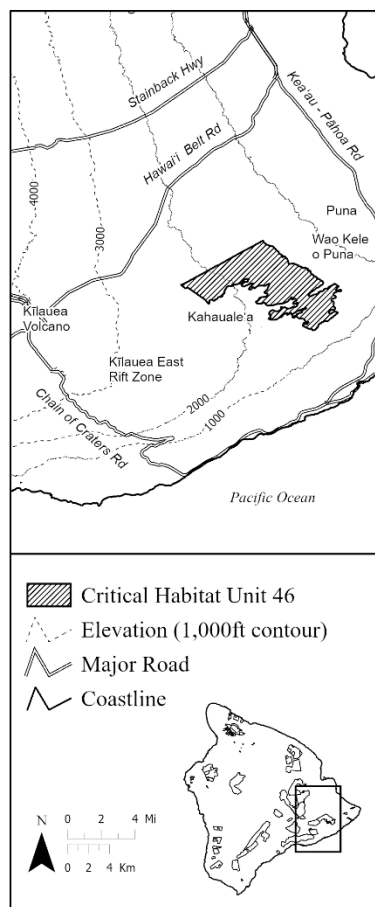 Stainback Hwy
Kea'au - Pāhoa Rd
Hawai'i Belt Rd
4000
3000
Puna
Wao Kele
o Puna
Kīlauea
Volcano
Kahauale'a
Kīlauea East
Rift Zone
2000
1000
Chain of Craters Rd
Pacific Ocean
Critical Habitat Unit 46
Elevation (1,000ft contour)
Major Road
Coastline
N
0 2 4 Mi
0 2 4 Km